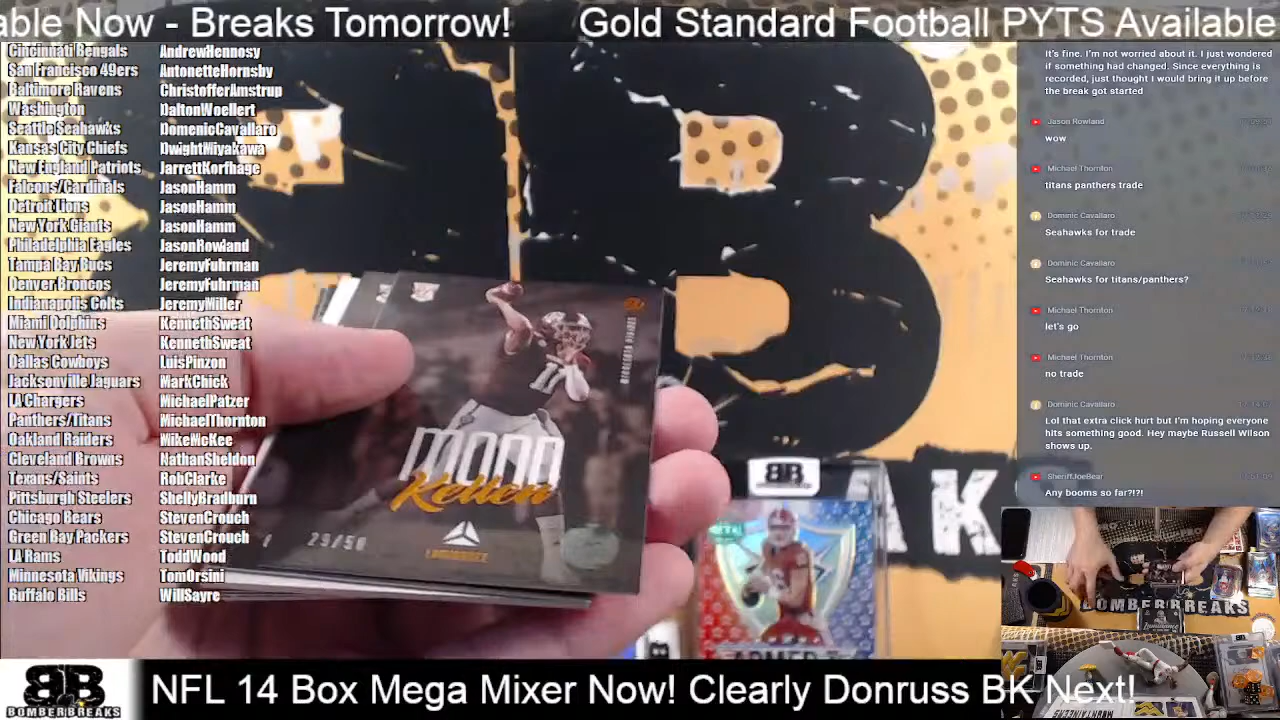 able Now - Breaks Tomorrow! Gold Standard Football PYTS Available
Cincinnati Bengals AndrewHennosy
San Francisco 49ers AntonetteHornsby
Baltimore Ravens ChristofferAmstrup
Washington DaltonWoellert
Seattle Seahawks DomenicCavallaro
Kansas City Chiefs DwightMiyakawa
New England Patriots JarrettKorfhage
Falcons/Cardinals JasonHamm
Detroit Lions JasonHamm
New York Giants JasonHamm
Philadelphia Eagles JasonRowland
Tampa Bay Bucs JeremyFuhrman
Denver Broncos JeremyFuhrman
Indianapolis Colts JeremyMiller
Miami Dolphins KennethSweat
New York Jets KennethSweat
Dallas Cowboys LuisPinzon
Jacksonville Jaguars MarkChick
LA Chargers MichaelPatzer
Panthers/Titans MichaelThornton
Oakland Raiders MikeMcKee
Cleveland Browns NathanSheldon
Texans/Saints RobClarke
Pittsburgh Steelers ShellyBradburn
Chicago Bears StevenCrouch
Green Bay Packers StevenCrouch
LA Rams ToddWood
Minnesota Vikings TomOrsini
Buffalo Bills WillSayre
MOND
Kellen
29/50
LUMINANCE
AK
It's fine. I'm not worried about it. I just wondered
if something had changed. Since everything is
recorded, just thought I would bring it up before
the break got started
Jason Rowland
wow
Michael Thornton
titans panthers trade
Dominic Cavallaro
Seahawks for trade
Dominic Cavallaro
Seahawks for titans/panthers?
Michael Thornton
let's go
Michael Thornton
no trade
Dominic Cavallaro
Lol that extra click hurt but I'm hoping everyone
hits something good. Hey maybe Russell Wilson
shows up.
SheriffJoeBear
Any booms so far?!?!
BOMBERBREAKS
BB
BOMBERBREAKS
NFL 14 Box Mega Mixer Now! Clearly Donruss BK Next!